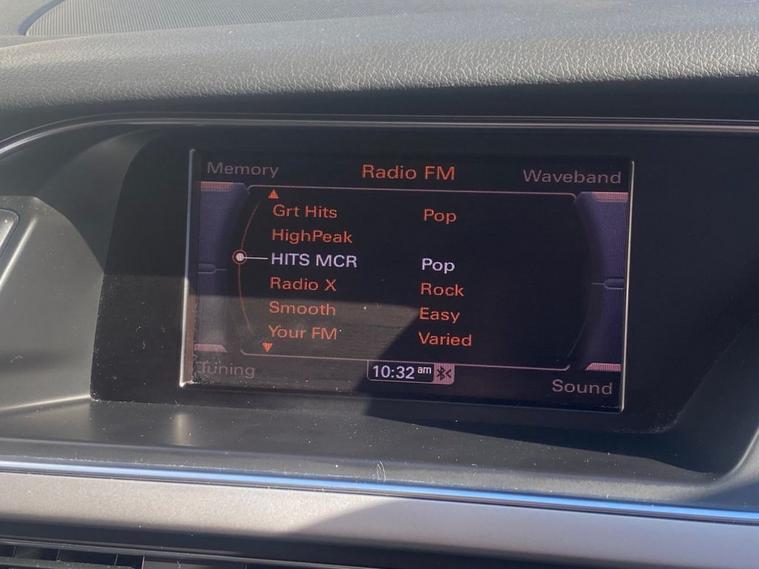 Memory Radio FM Waveband
Grt Hits Pop
HighPeak
HITS MCR Pop
Radio X Rock
Smooth Easy
Your FM Varied
Tuning 10:32 am Sound